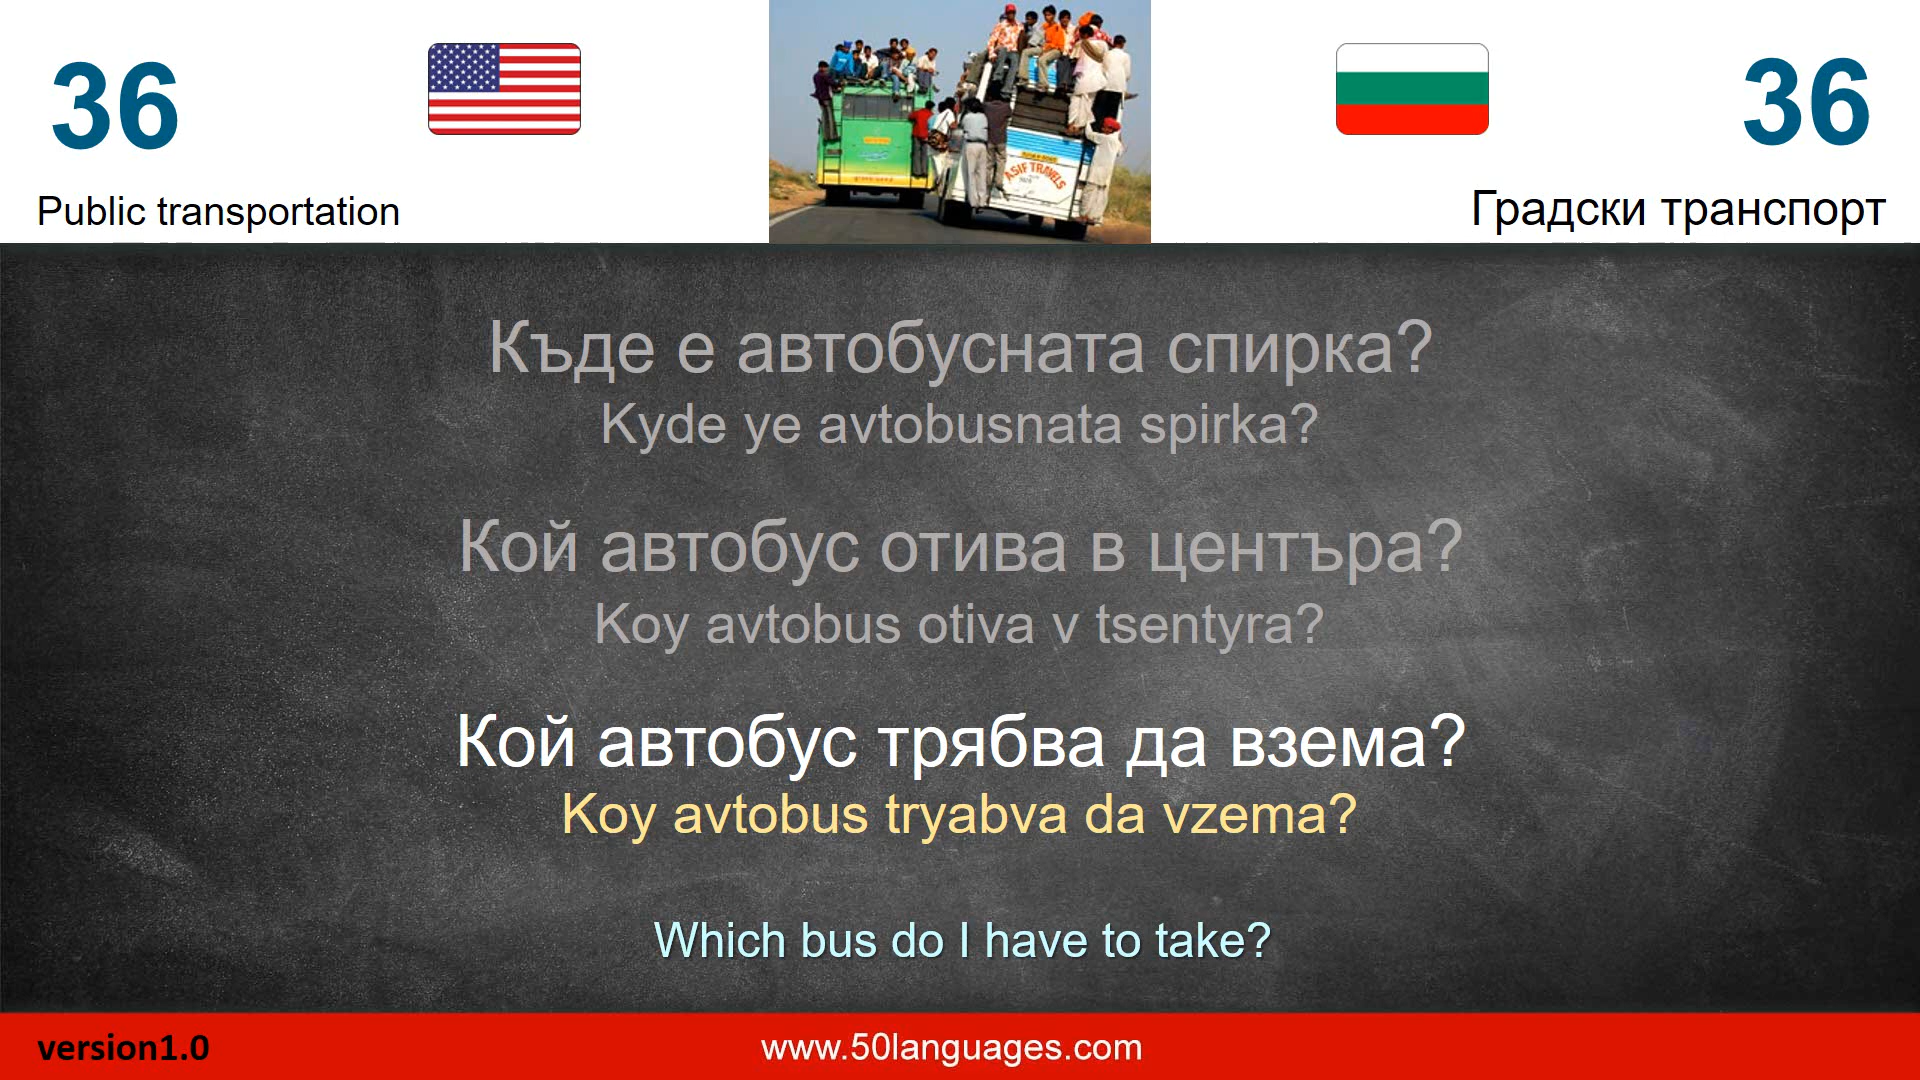 36
36
Public transportation
Градски транспорт
ASIF TRAVELS
Къде е автобусната спирка?
Kyde ye avtobusnata spirka?
Кой автобус отива в центъра?
Koy avtobus otiva v tsentyra?
Кой автобус трябва да взема?
Koy avtobus tryabva da vzema?
Which bus do I have to take?
version1.0
www.50languages.com